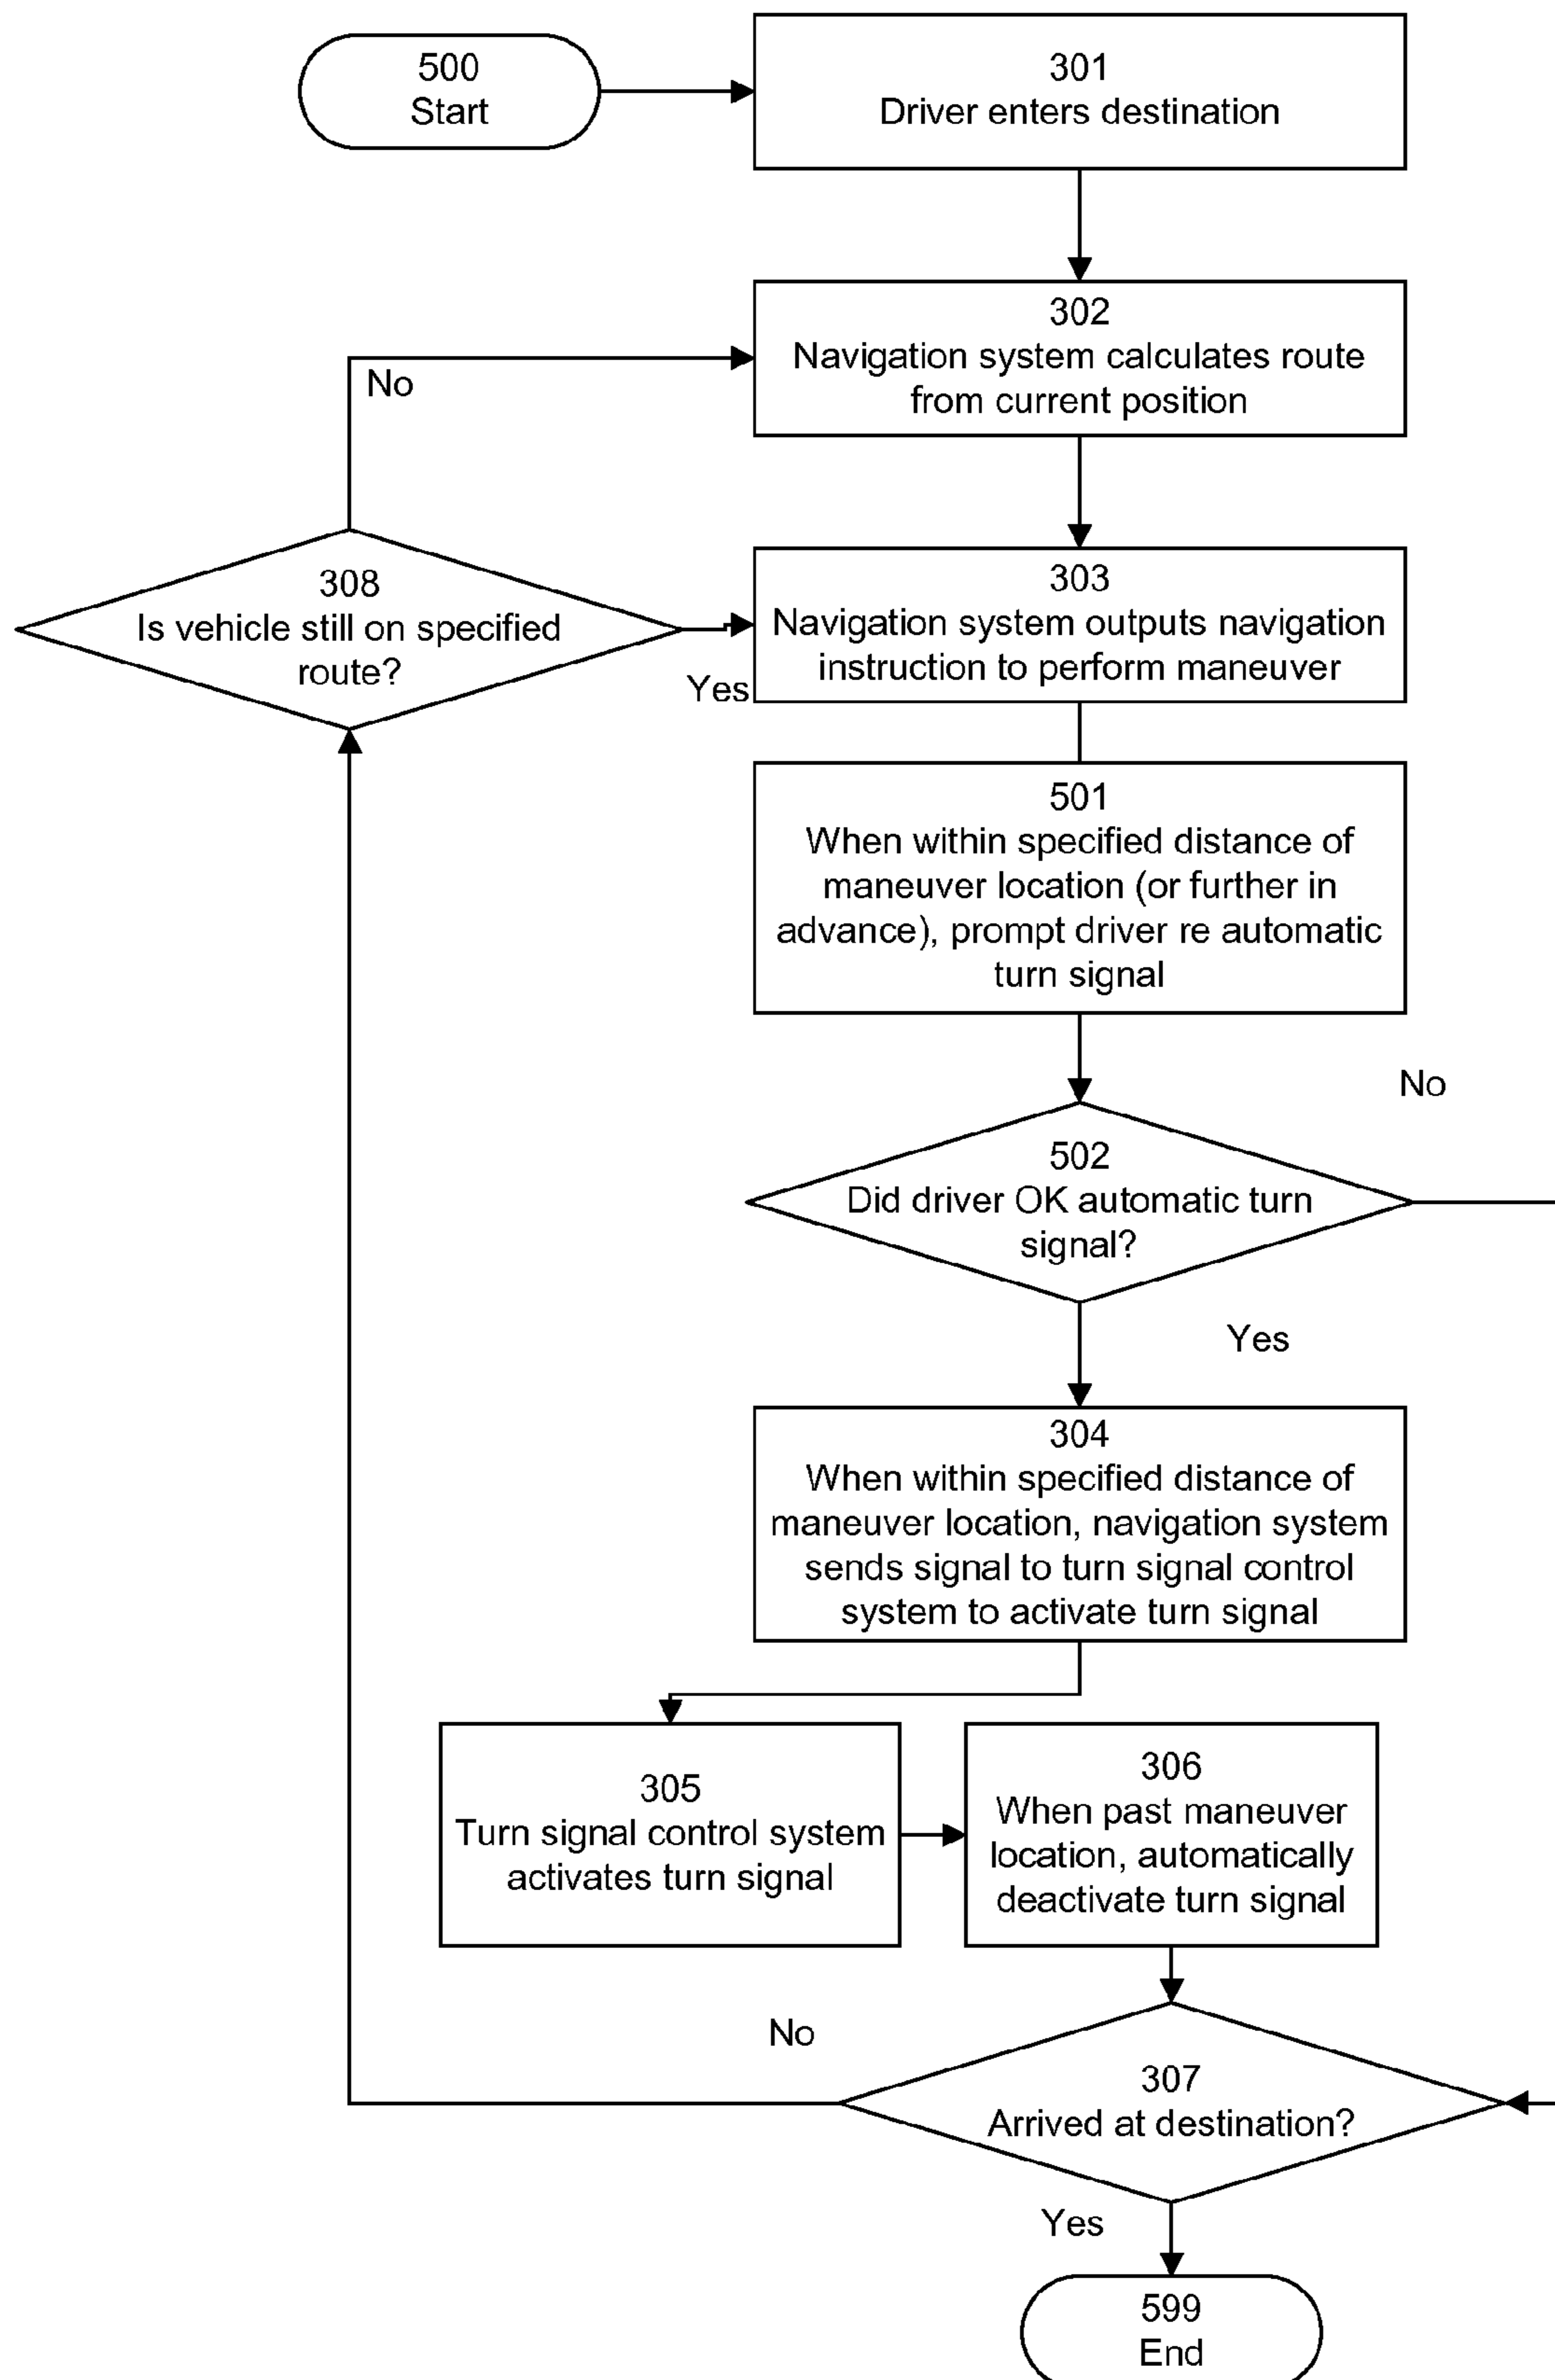 500
Start
301
Driver enters destination
302
Navigation system calculates route
from current position
No
308
Is vehicle still on specified
route?
Yes
303
Navigation system outputs navigation
instruction to perform maneuver
501
When within specified distance of
maneuver location (or further in
advance), prompt driver re automatic
turn signal
No
502
Did driver OK automatic turn
signal?
Yes
304
When within specified distance of
maneuver location, navigation system
sends signal to turn signal control
system to activate turn signal
305
Turn signal control system
activates turn signal
306
When past maneuver
location, automatically
deactivate turn signal
No
307
Arrived at destination?
Yes
599
End